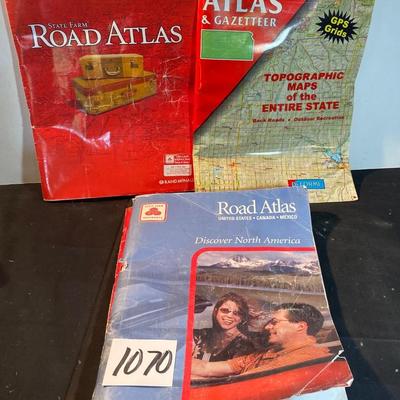 STATE FARM
ROAD ATLAS
RAND MCNALLY
ATLAS
& GAZETTEER
GPS
Grids
TOPOGRAPHIC
MAPS
of the
ENTIRE STATE
Back Roads • Outdoor Recreation
DELORME
Road Atlas
UNITED STATES • CANADA • MEXICO
Discover North America
1070